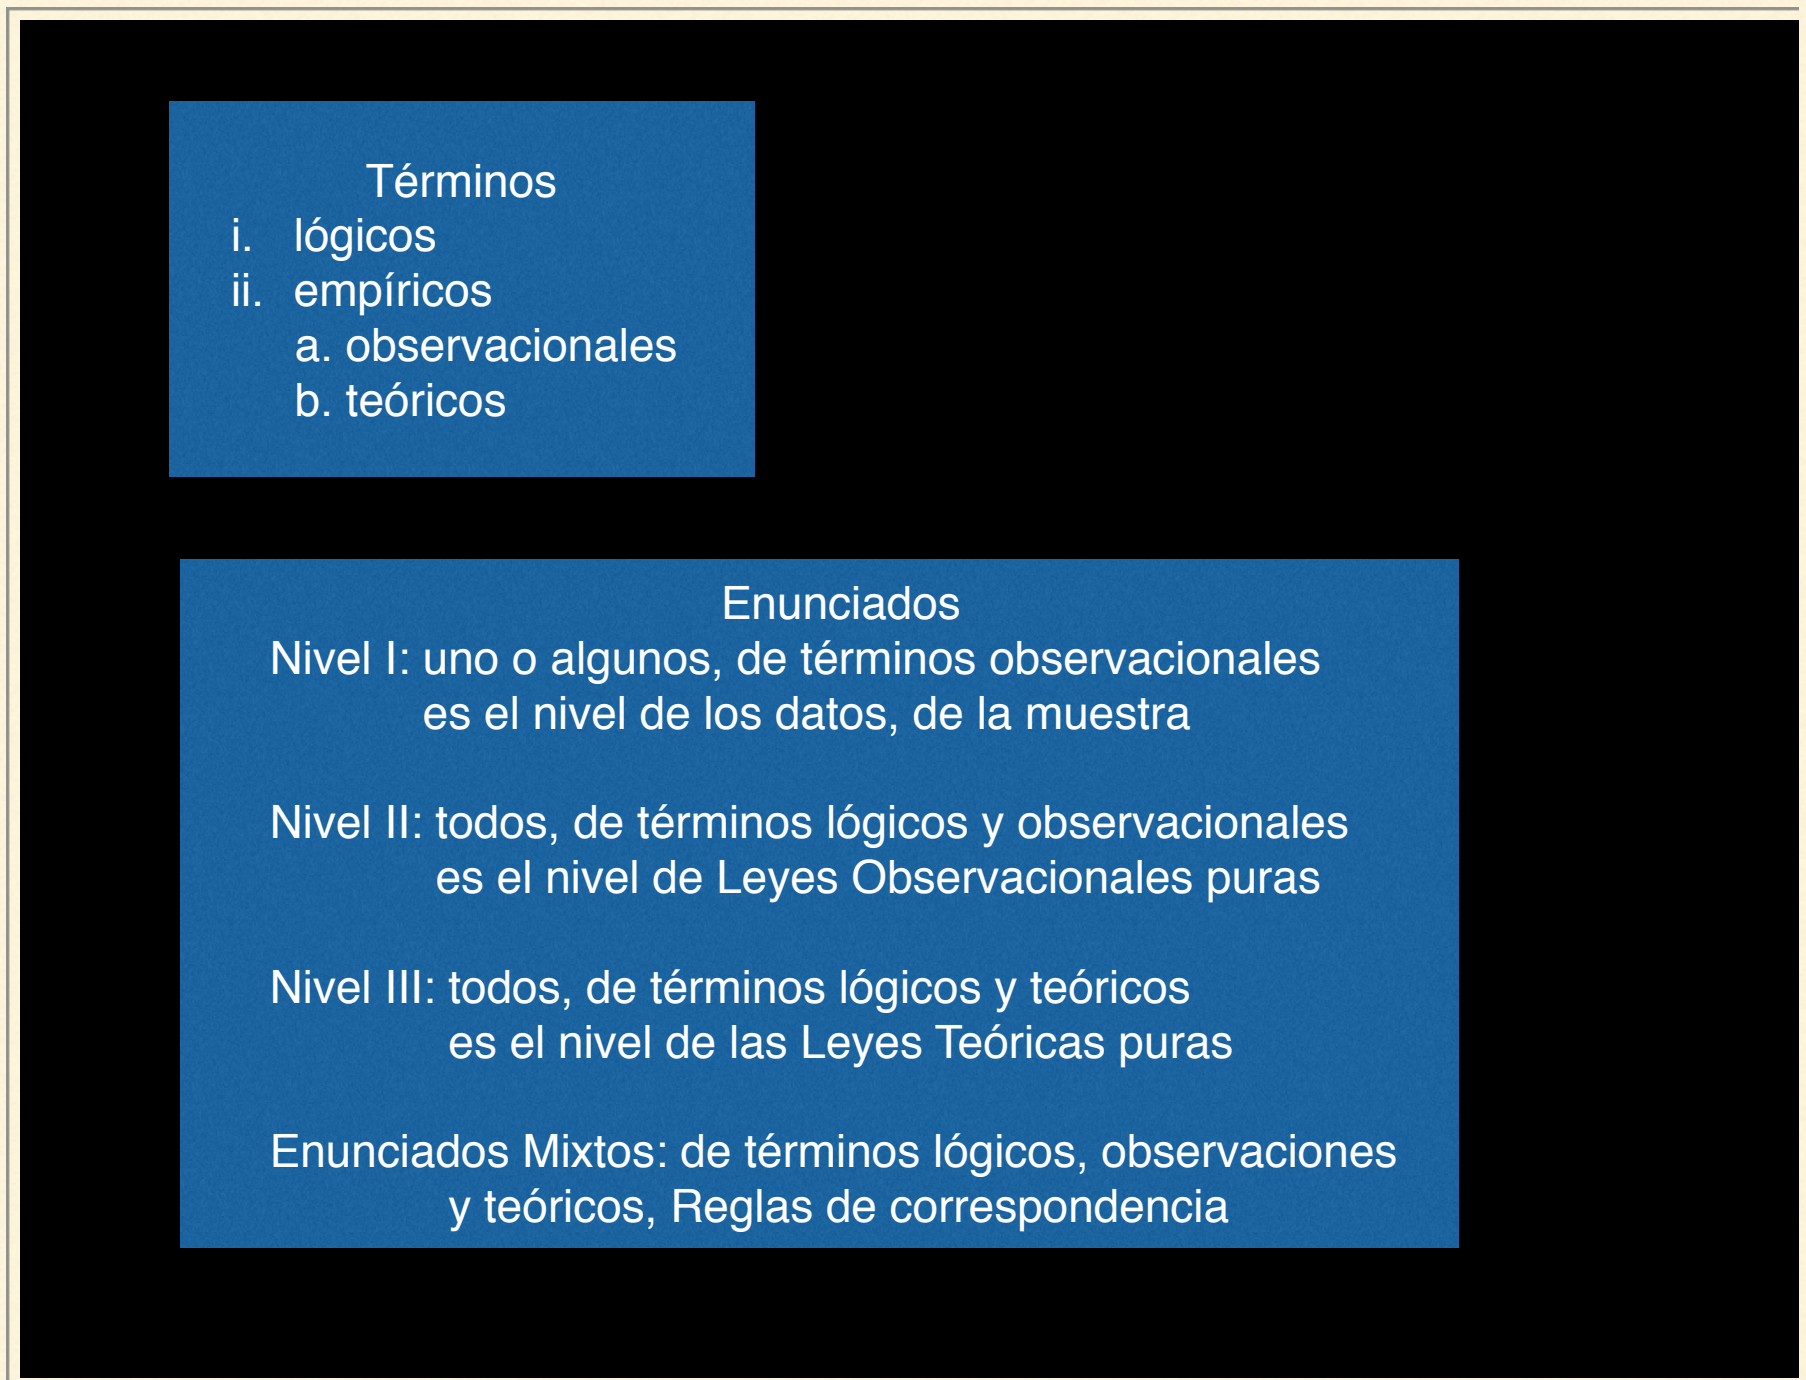 Términos
i. lógicos
ii. empíricos
a. observacionales
b. teóricos
Enunciados
Nivel I: uno o algunos, de términos observacionales
es el nivel de los datos, de la muestra
Nivel II: todos, de términos lógicos y observacionales
es el nivel de Leyes Observacionales puras
Nivel III: todos, de términos lógicos y teóricos
es el nivel de las Leyes Teóricas puras
Enunciados Mixtos: de términos lógicos, observaciones
y teóricos, Reglas de correspondencia